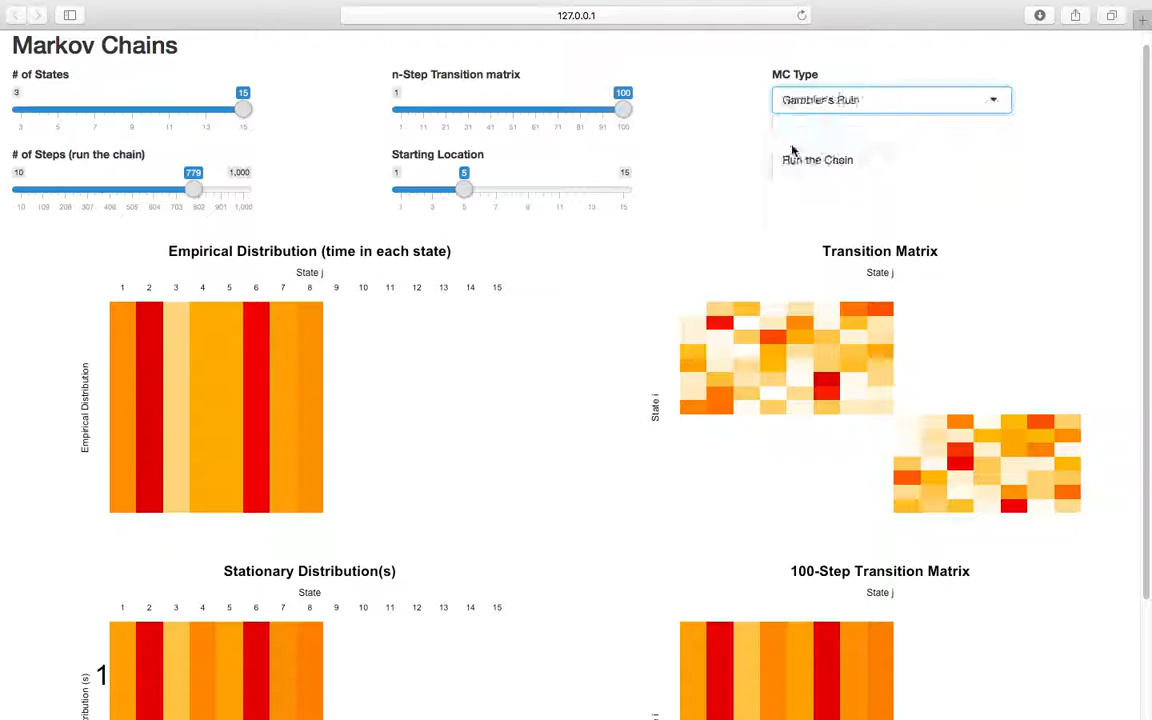 127.0.0.1
Markov Chains
# of States
3 15
3 5 7 9 11 13 15
n-Step Transition matrix
1 100
1 11 21 31 41 51 61 71 81 91 100
MC Type
Gambler's Ruin
# of Steps (run the chain)
10 779 1,000
10 109 208 307 406 505 604 703 802 901 1,000
Starting Location
1 5 15
1 3 5 7 9 11 13 15
Run the Chain
Empirical Distribution (time in each state)
State j
1 2 3 4 5 6 7 8 9 10 11 12 13 14 15
Empirical Distribution
Transition Matrix
State j
State i
Stationary Distribution(s)
State
1 2 3 4 5 6 7 8 9 10 11 12 13 14 15
1
100-Step Transition Matrix
State j